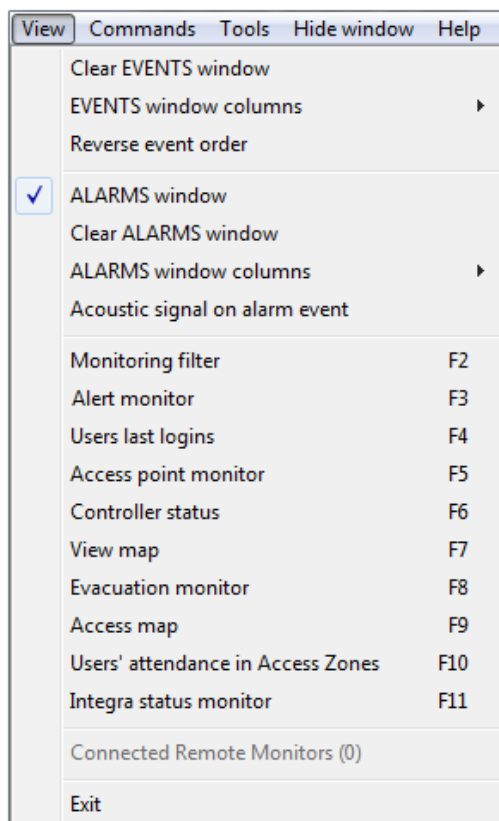 View Commands Tools Hide window Help
Clear EVENTS window
EVENTS window columns
Reverse event order
ALARMS window
Clear ALARMS window
ALARMS window columns
Acoustic signal on alarm event
Monitoring filter F2
Alert monitor F3
Users last logins F4
Access point monitor F5
Controller status F6
View map F7
Evacuation monitor F8
Access map F9
Users' attendance in Access Zones F10
Integra status monitor F11
Connected Remote Monitors (0)
Exit